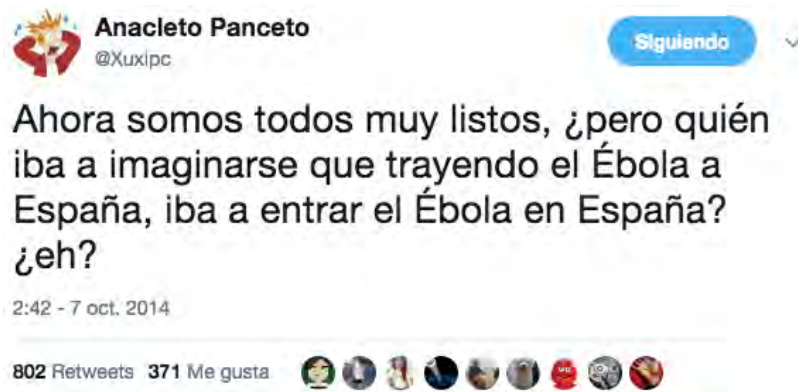 Anacleto Panceto
@Xuxipc
Siguiendo
Ahora somos todos muy listos, ¿pero quién
iba a imaginarse que trayendo el Ébola a
España, iba a entrar el Ébola en España?
¿eh?
2:42 - 7 oct. 2014
802 Retweets 371 Me gusta